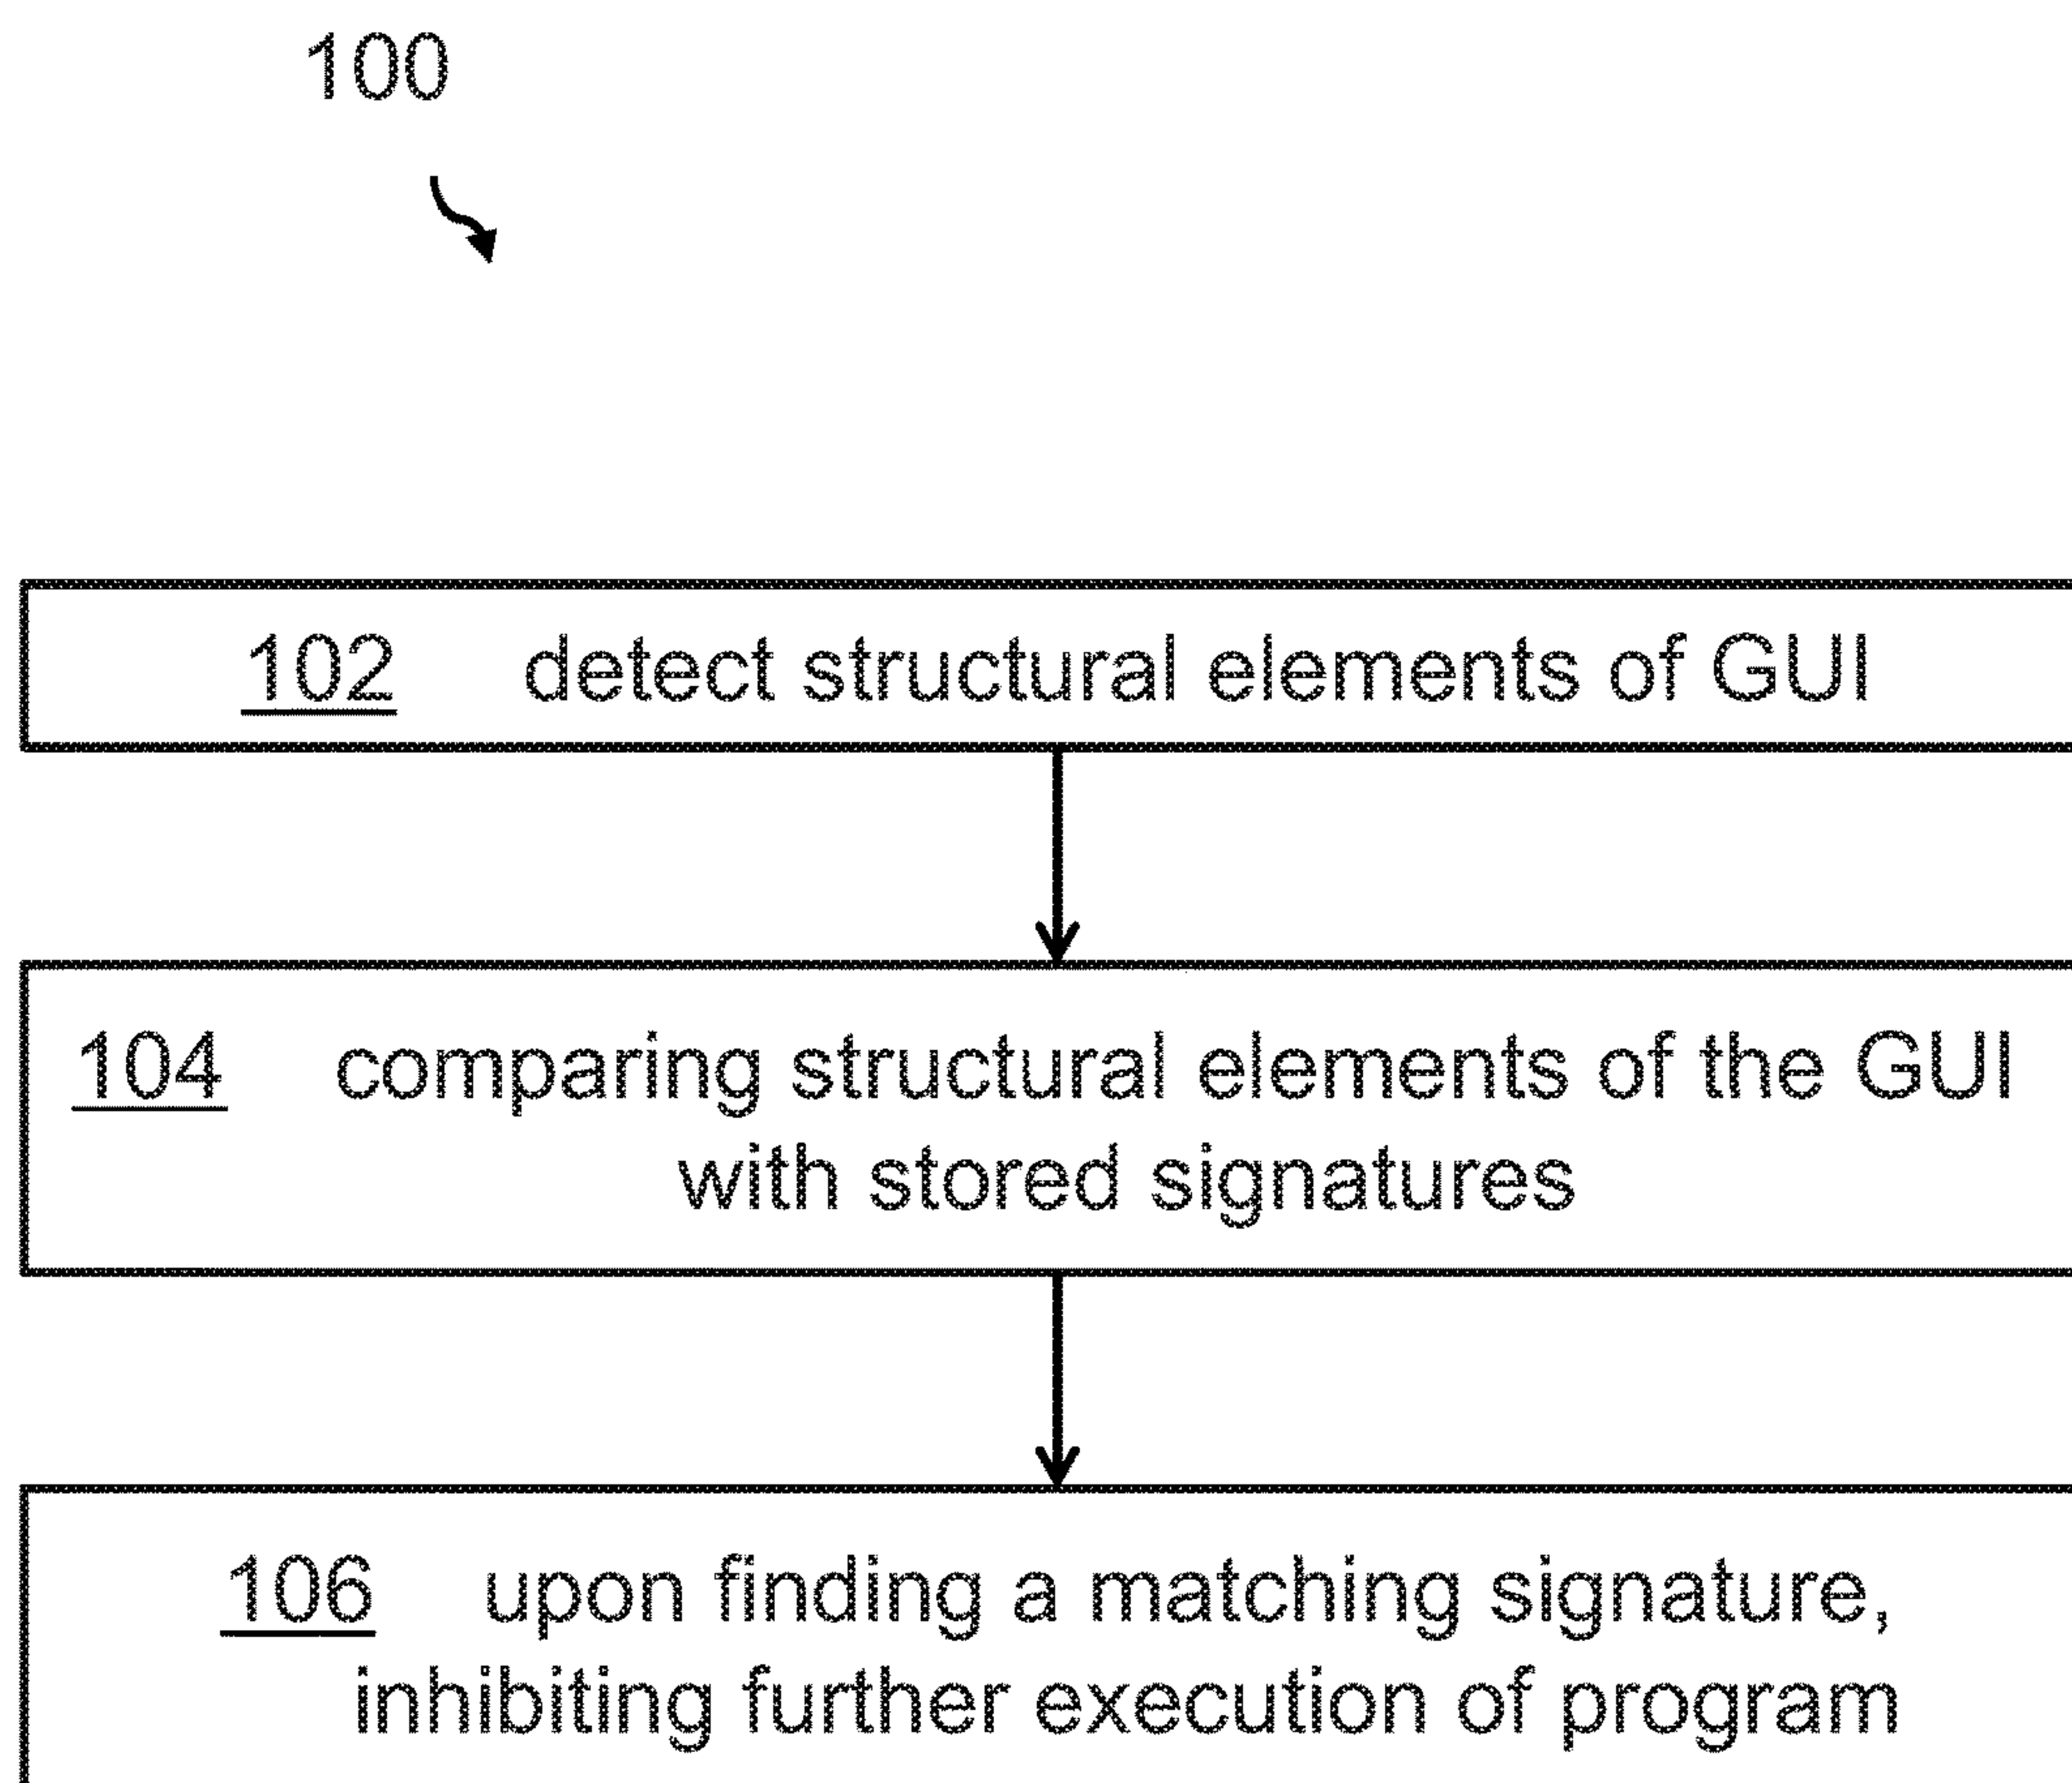 100
102 detect structural elements of GUI
104 comparing structural elements of the GUI
with stored signatures
106 upon finding a matching signature,
inhibiting further execution of program